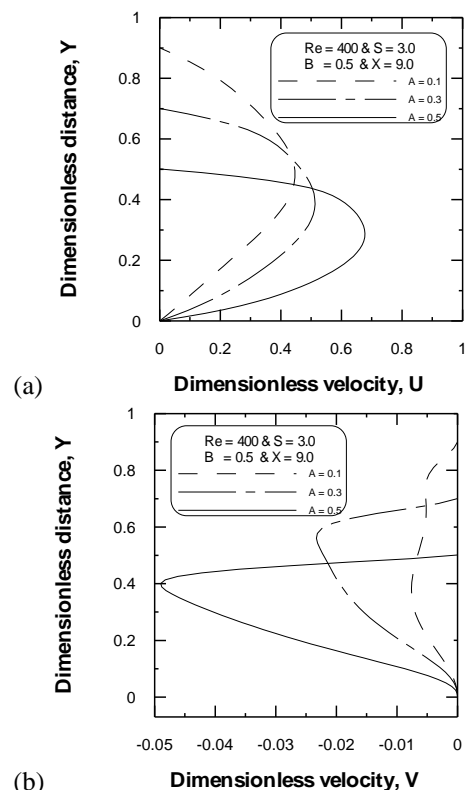 1
0.8
0.6
0.4
0.2
0
Dimensionless distance, Y
Re = 400 & S = 3.0
B = 0.5 & X = 9.0
A = 0.1
A = 0.3
A = 0.5
0 0.2 0.4 0.6 0.8 1
(a) Dimensionless velocity, U
1
0.8
0.6
0.4
0.2
0
Dimensionless distance, Y
Re = 400 & S = 3.0
B = 0.5 & X = 9.0
A = 0.1
A = 0.3
A = 0.5
-0.05 -0.04 -0.03 -0.02 -0.01 0
(b) Dimensionless velocity, V